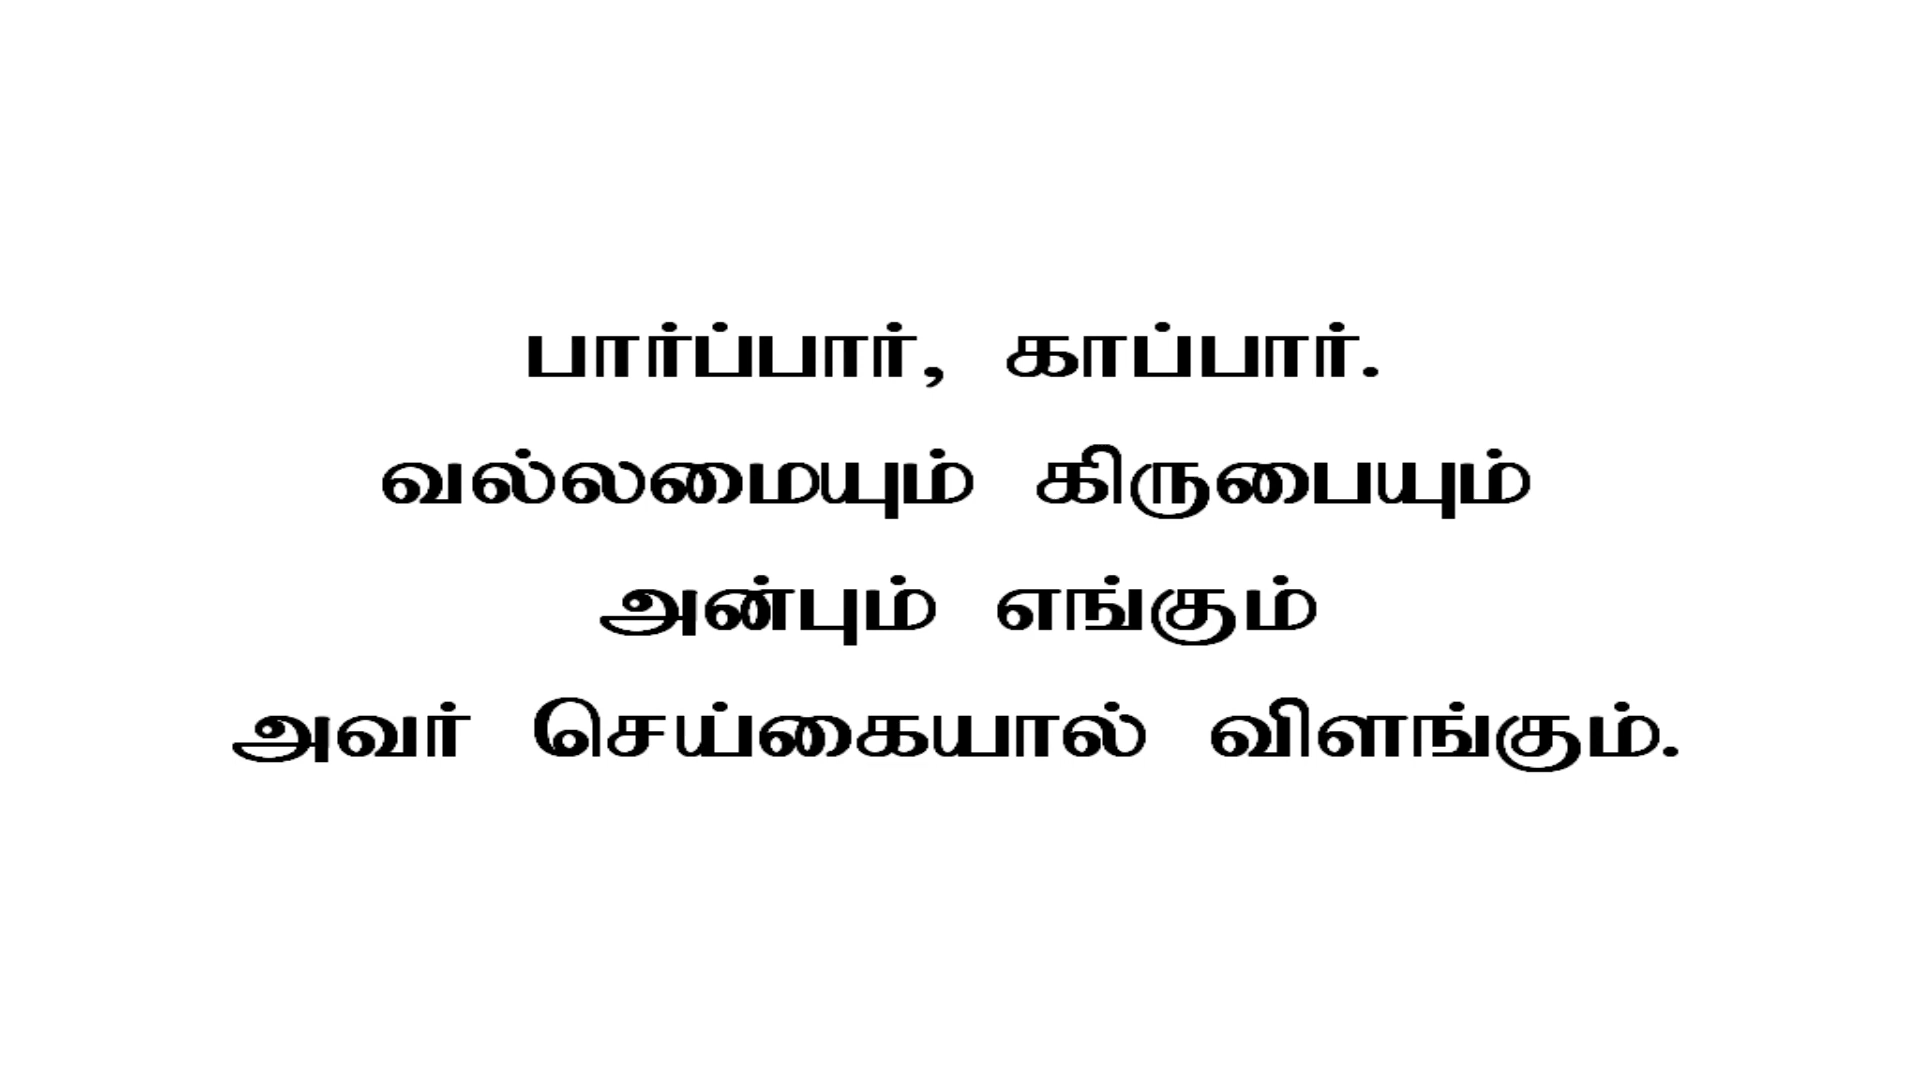 பார்ப்பார், காப்பார்.
வல்லமையும் கிருபையும்
அன்பும் எங்கும்
அவர் செய்கையால் விளங்கும்.